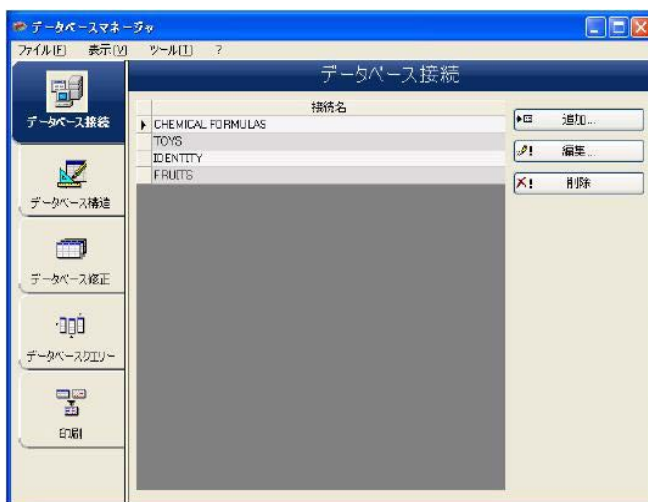 データベースマネージャ
ファイル(F) 表示(V) ツール(T) ?
データベース接続
データベース接続
データベース構造
データベース修正
データベースクエリー
印刷
接続名
CHEMICAL FORMULAS
TOYS
IDENTITY
FRUITS
追加...
編集...
削除